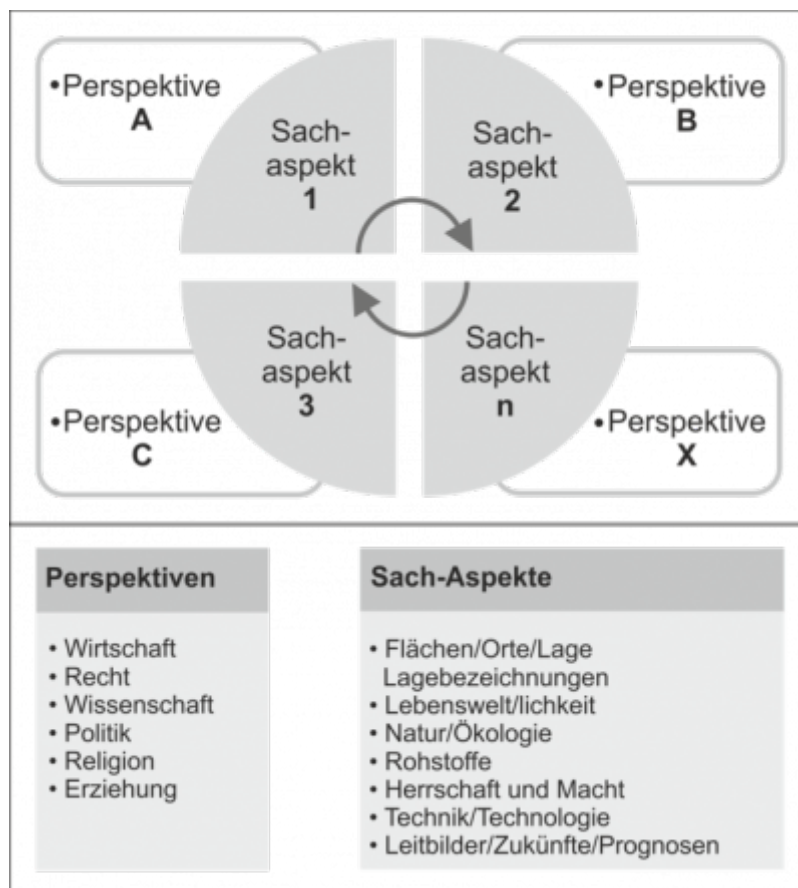 •Perspektive
A
Sach-
aspekt
1
Sach-
aspekt
2
•Perspektive
B
•Perspektive
C
Sach-
aspekt
3
Sach-
aspekt
n
•Perspektive
X
Perspektiven
• Wirtschaft
• Recht
• Wissenschaft
• Politik
• Religion
• Erziehung
Sach-Aspekte
• Flächen/Orte/Lage
Lagebezeichnungen
• Lebenswelt/lichkeit
• Natur/Ökologie
• Rohstoffe
• Herrschaft und Macht
• Technik/Technologie
• Leitbilder/Zukünfte/Prognosen